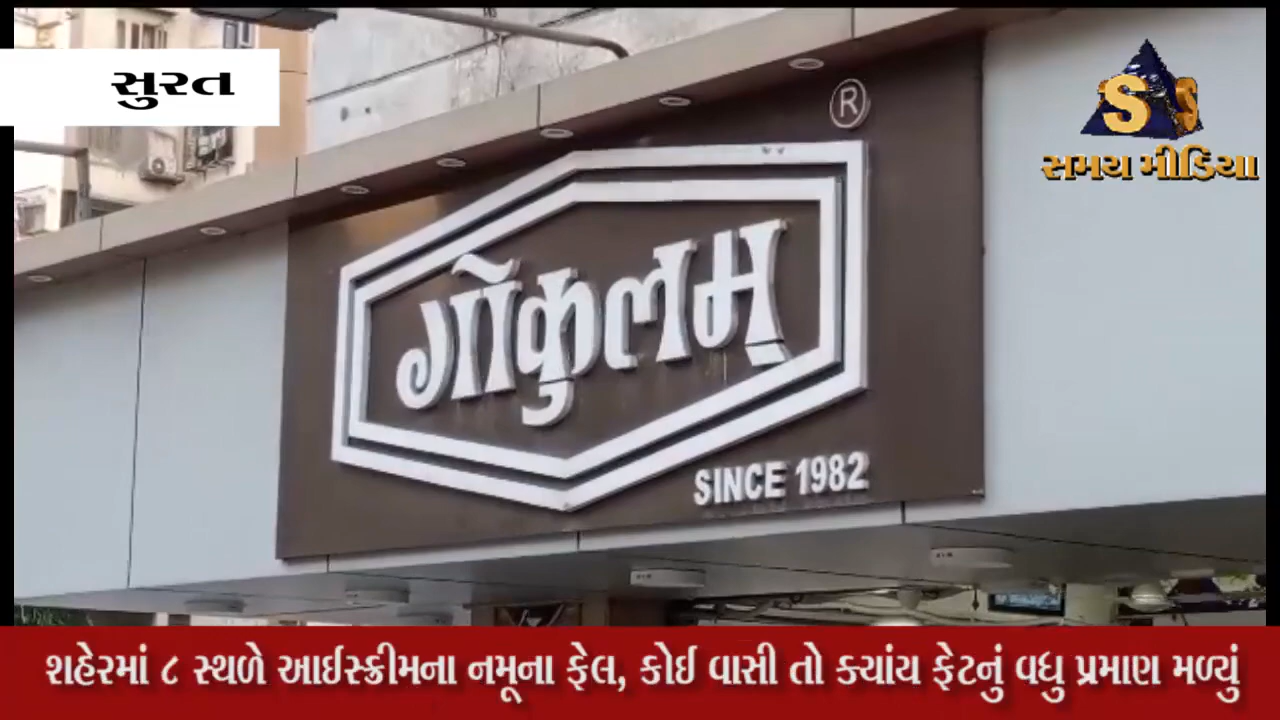 સુરત
S S
સમય મીડિયા
®
ગોકુલમ્
SINCE 1982
શહેરમાં ૮ સ્થળે આઈસ્ક્રીમના નમૂના ફેલ, કોઈ વાસી તો ક્યાંય ફેટનું વધુ પ્રમાણ મળ્યું